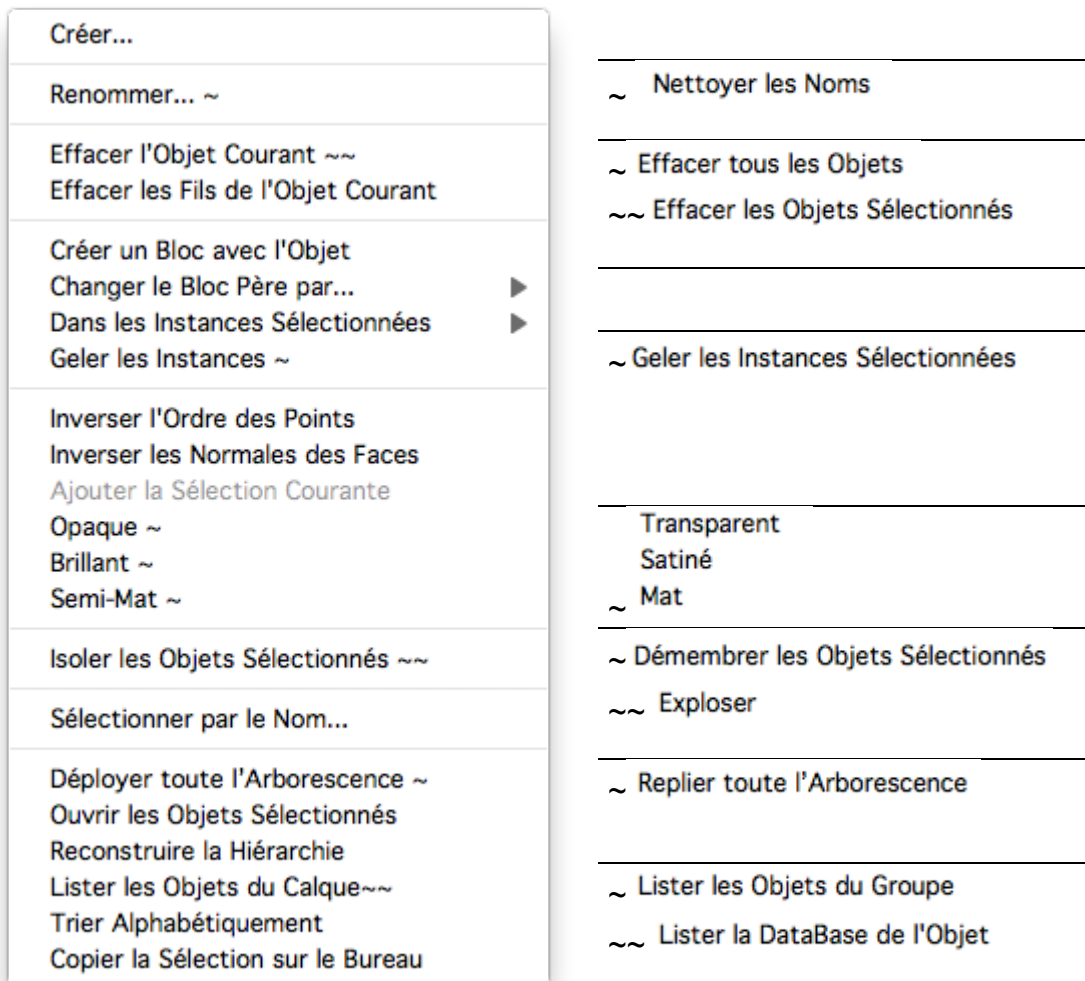 Créer...
Renommer... ~
Effacer l'Objet Courant ~~
Effacer les Fils de l'Objet Courant
Créer un Bloc avec l'Objet
Changer le Bloc Père par...
Dans les Instances Sélectionnées
Geler les Instances ~
Inverser l'Ordre des Points
Inverser les Normales des Faces
Ajouter la Sélection Courante
Opaque ~
Brillant ~
Semi-Mat ~
Isoler les Objets Sélectionnés ~~
Sélectionner par le Nom...
Déployer toute l'Arborescence ~
Ouvrir les Objets Sélectionnés
Reconstruire la Hiérarchie
Lister les Objets du Calque~~
Trier Alphabétiquement
Copier la Sélection sur le Bureau
~ Nettoyer les Noms
~ Effacer tous les Objets
~~ Effacer les Objets Sélectionnés
~ Geler les Instances Sélectionnées
Transparent
Satiné
~ Mat
~ Démembrer les Objets Sélectionnés
~~ Exploser
~ Replier toute l'Arborescence
~ Lister les Objets du Groupe
~~ Lister la DataBase de l'Objet